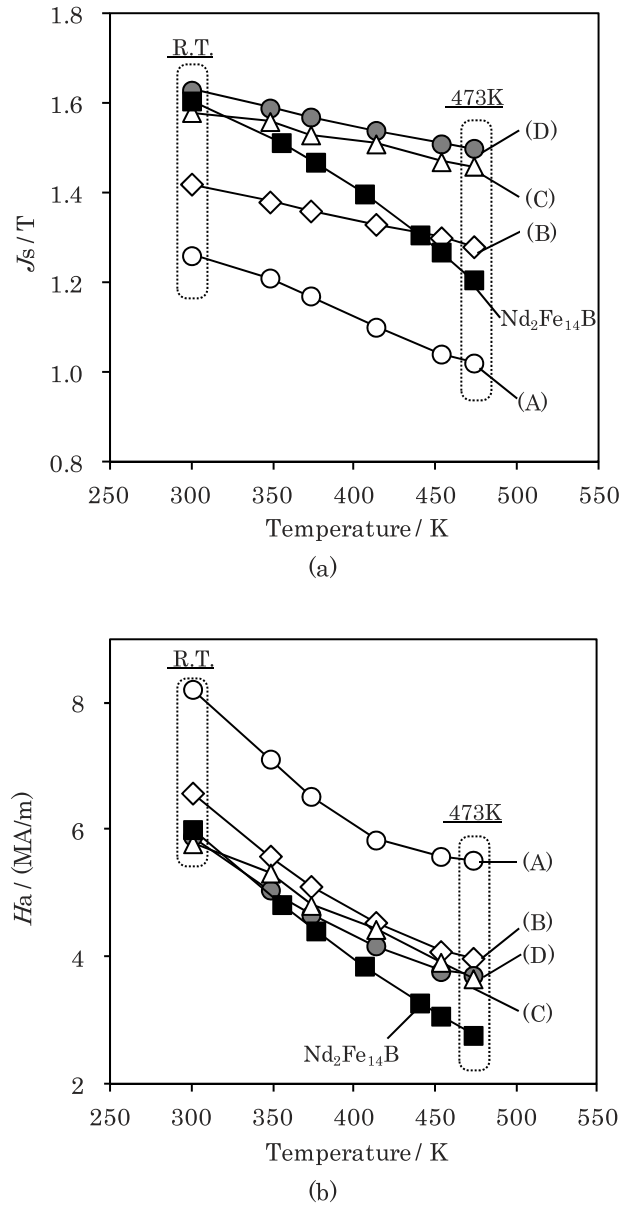 1.8
R.T.
1.6
473K
(D)
(C)
1.4
(B)
Js / T
1.2
Nd2Fe14B
1.0
(A)
0.8
250 300 350 400 450 500 550
Temperature / K
(a)
R.T.
8
473K
6
(A)
Ha / (MA/m)
(B)
4
(D)
(C)
Nd2Fe14B
2
250 300 350 400 450 500 550
Temperature / K
(b)